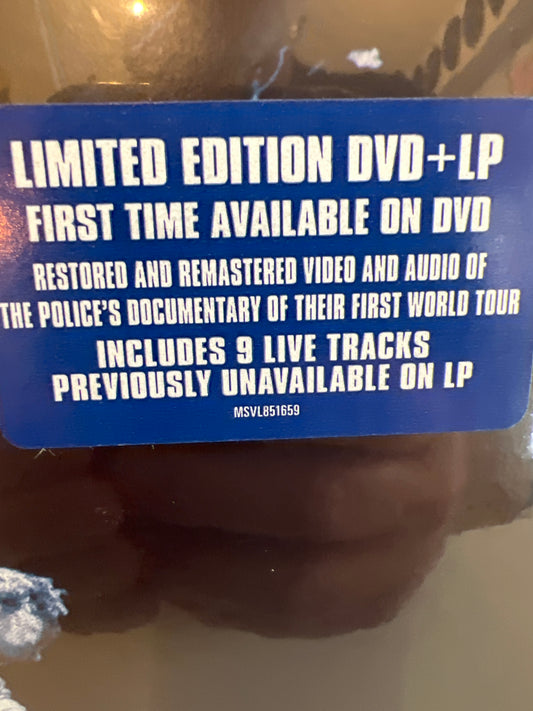 LIMITED EDITION DVD+LP
FIRST TIME AVAILABLE ON DVD
RESTORED AND REMASTERED VIDEO AND AUDIO OF
THE POLICE'S DOCUMENTARY OF THEIR FIRST WORLD TOUR
INCLUDES 9 LIVE TRACKS
PREVIOUSLY UNAVAILABLE ON LP
MSVL851659